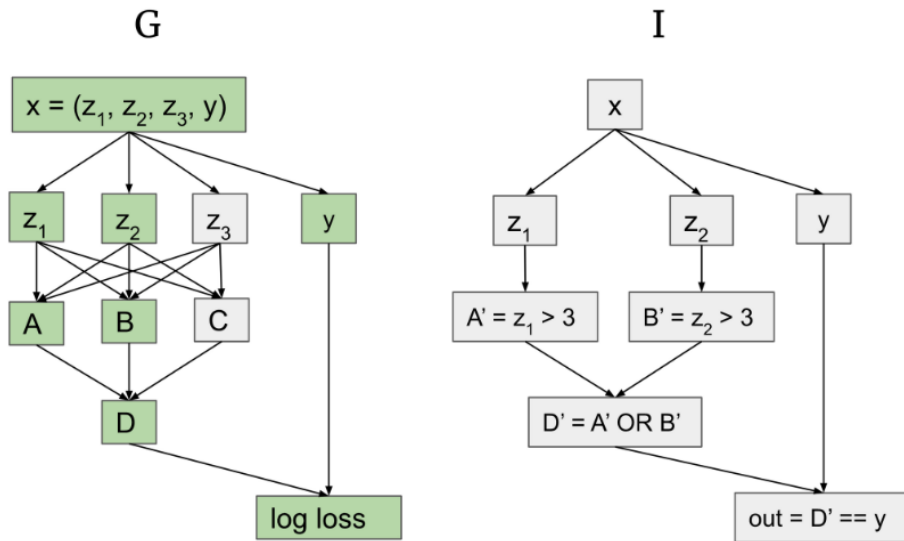 G
I
x = (z₁, z₂, z₃, y)
x
z₁
z₂
z₃
y
z₁
z₂
y
A
B
C
A’ = z₁ > 3
B’ = z₂ > 3
D
D’ = A’ OR B’
log loss
out = D’ == y